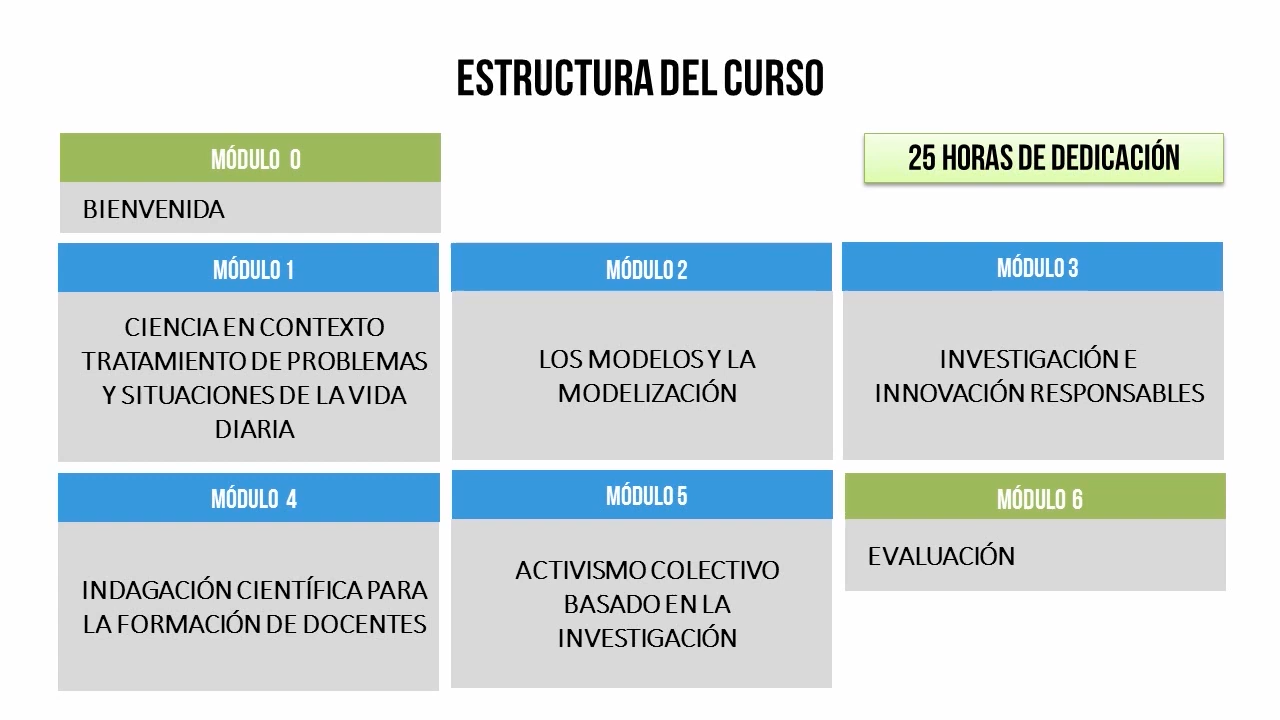 ESTRUCTURA DEL CURSO
MÓDULO 0
25 HORAS DE DEDICACIÓN
BIENVENIDA
MÓDULO 1
CIENCIA EN CONTEXTO
TRATAMIENTO DE PROBLEMAS
Y SITUACIONES DE LA VIDA
DIARIA
MÓDULO 2
LOS MODELOS Y LA
MODELIZACIÓN
MÓDULO 3
INVESTIGACIÓN E
INNOVACIÓN RESPONSABLES
MÓDULO 4
INDAGACIÓN CIENTÍFICA PARA
LA FORMACIÓN DE DOCENTES
MÓDULO 5
ACTIVISMO COLECTIVO
BASADO EN LA
INVESTIGACIÓN
MÓDULO 6
EVALUACIÓN